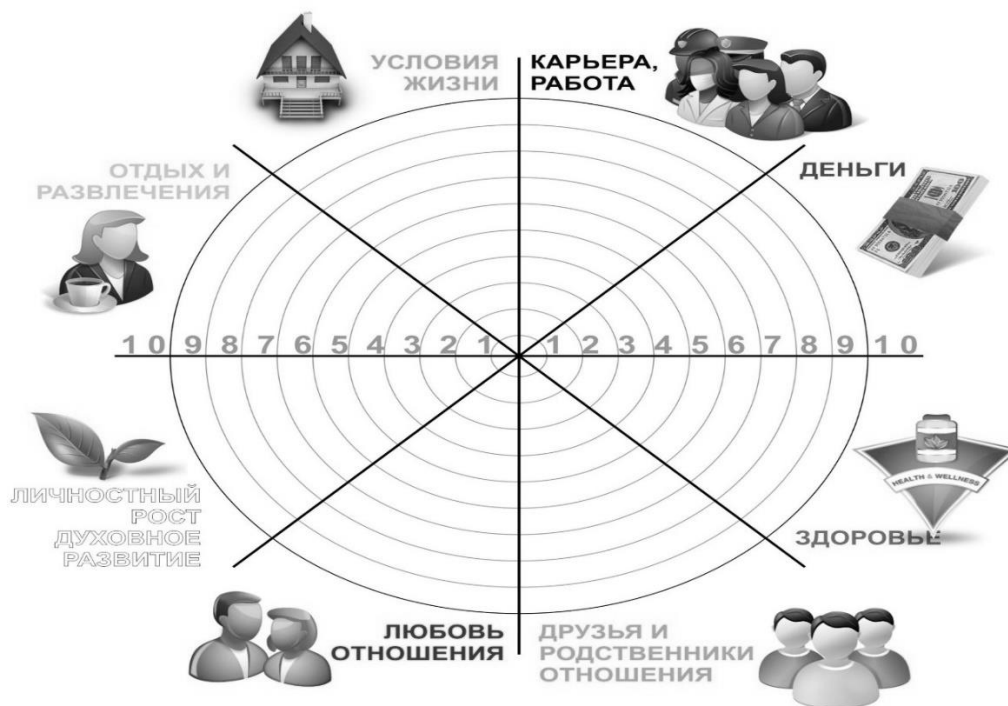 УСЛОВИЯ
ЖИЗНИ
КАРЬЕРА,
РАБОТА
ОТДЫХ И
РАЗВЛЕЧЕНИЯ
ДЕНЬГИ
10 9 8 7 6 5 4 3 2 1 1 2 3 4 5 6 7 8 9 10
ЛИЧНОСТНЫЙ
РОСТ
ДУХОВНОЕ
РАЗВИТИЕ
HEALTH & WELLNESS
ЗДОРОВЬЕ
ЛЮБОВЬ
ОТНОШЕНИЯ
ДРУЗЬЯ И
РОДСТВЕННИКИ
ОТНОШЕНИЯ